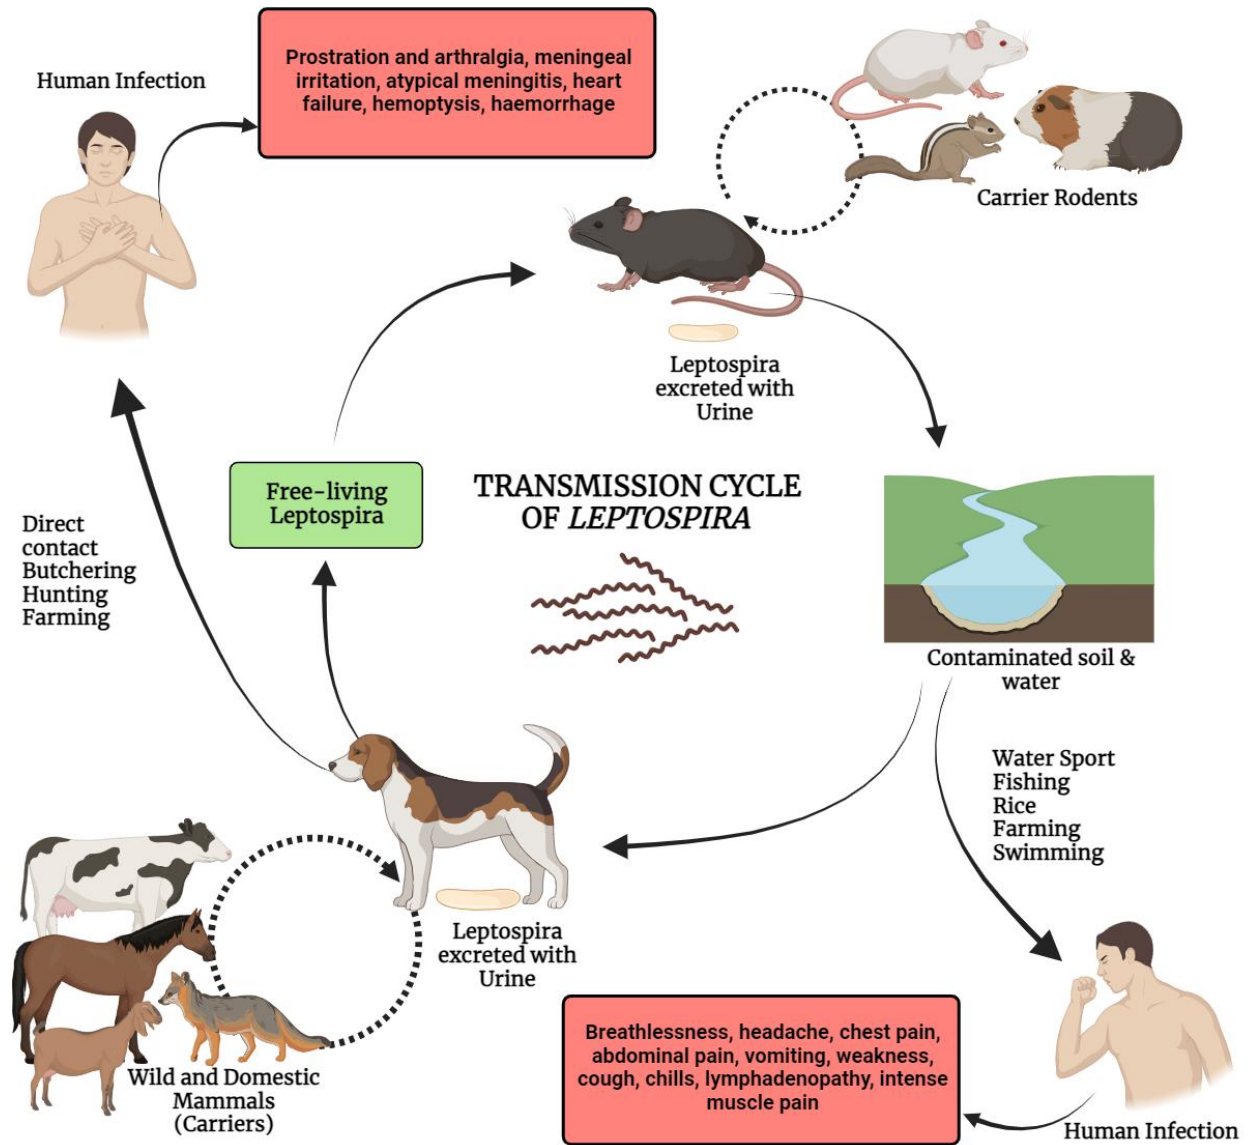 Human Infection
Prostration and arthralgia, meningeal
irritation, atypical meningitis, heart
failure, hemoptysis, haemorrhage
Carrier Rodents
Leptospira
excreted with
Urine
Free-living
Leptospira
TRANSMISSION CYCLE
OF LEPTOSPIRA
Direct
contact
Butchering
Hunting
Farming
Contaminated soil &
water
Water Sport
Fishing
Rice
Farming
Swimming
Leptospira
excreted with
Urine
Wild and Domestic
Mammals
(Carriers)
Breathlessness, headache, chest pain,
abdominal pain, vomiting, weakness,
cough, chills, lymphadenopathy, intense
muscle pain
Human Infection